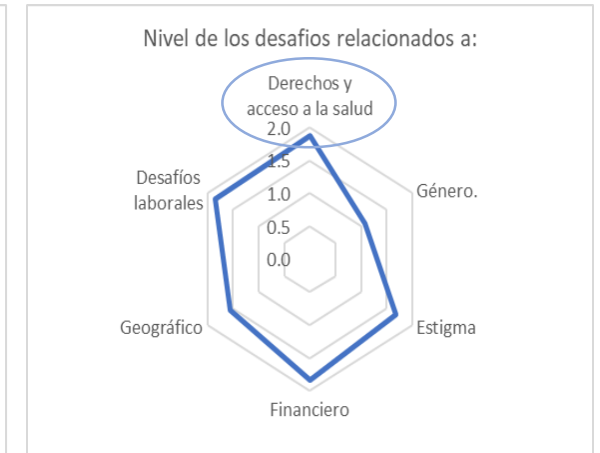 Nivel de los desafios relacionados a:
Derechos y
acceso a la salud
2.0
1.5
1.0
0.5
0.0
Género.
Estigma
Financiero
Geográfico
Desafíos
laborales